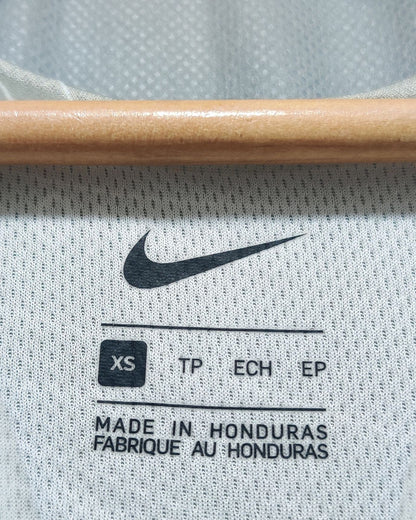 XS TP ECH EP
MADE IN HONDURAS
FABRIQUE AU HONDURAS